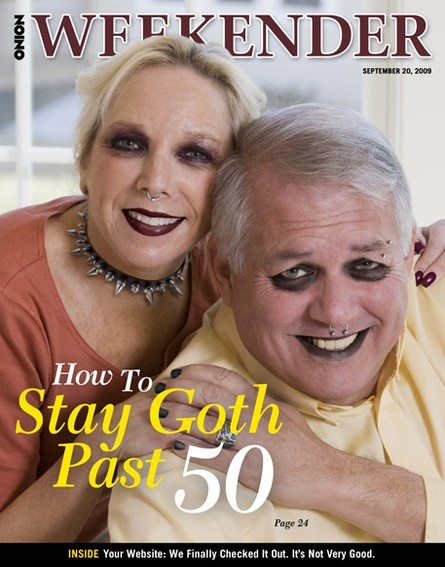 ONION
WEEKENDER
SEPTEMBER 20, 2009
How To
Stay Goth
Past 50
Page 24
INSIDE Your Website: We Finally Checked It Out. It's Not Very Good.